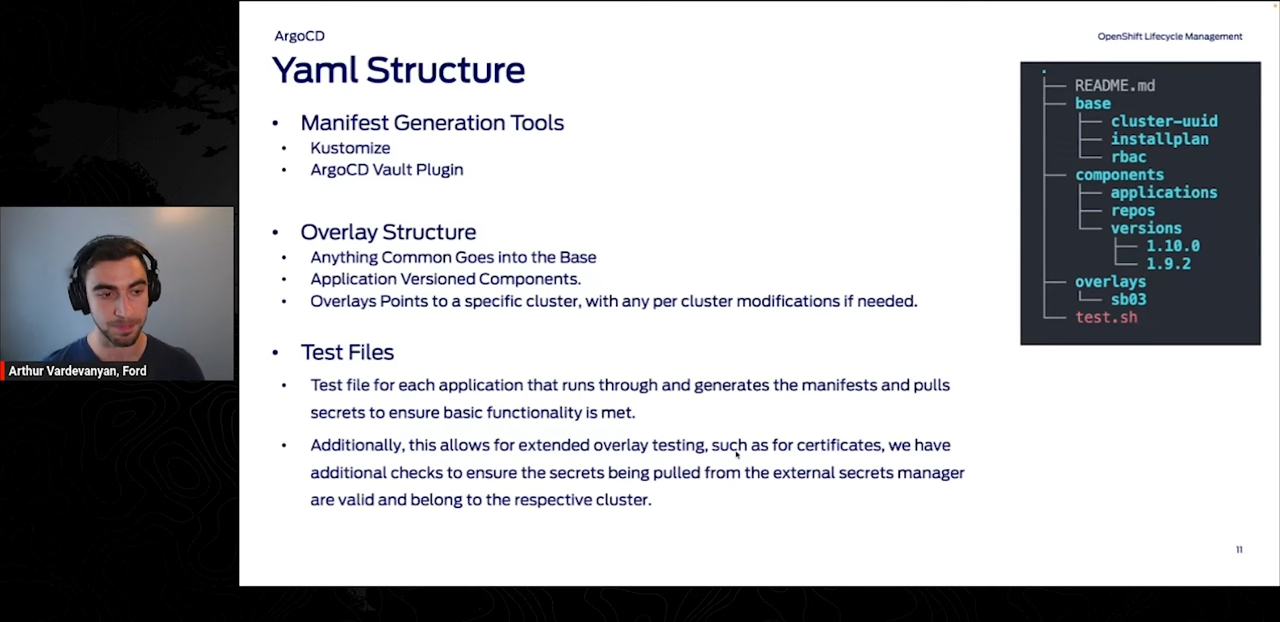 ArgoCD
OpenShift Lifecycle Management
Yaml Structure
• Manifest Generation Tools
• Kustomize
• ArgoCD Vault Plugin
• Overlay Structure
• Anything Common Goes into the Base
• Application Versioned Components.
• Overlays Points to a specific cluster, with any per cluster modifications if needed.
• Test Files
• Test file for each application that runs through and generates the manifests and pulls
secrets to ensure basic functionality is met.
• Additionally, this allows for extended overlay testing, such as for certificates, we have
additional checks to ensure the secrets being pulled from the external secrets manager
are valid and belong to the respective cluster.
.
├── README.md
├── base
│   ├── cluster-uuid
│   ├── installplan
│   └── rbac
├── components
│   ├── applications
│   ├── repos
│   └── versions
│       ├── 1.10.0
│       └── 1.9.2
├── overlays
│   └── sb03
└── test.sh
Arthur Vardevanyan, Ford
11